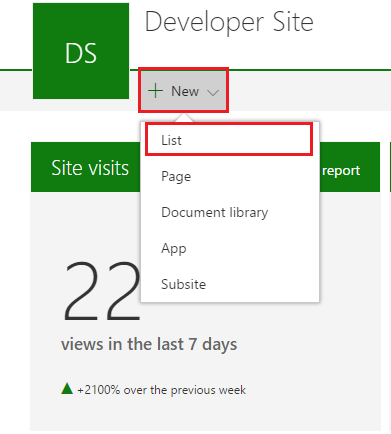 DS
Developer Site
+ New
List
Page
Document library
App
Subsite
Site visits
report
22
views in the last 7 days
+2100% over the previous week